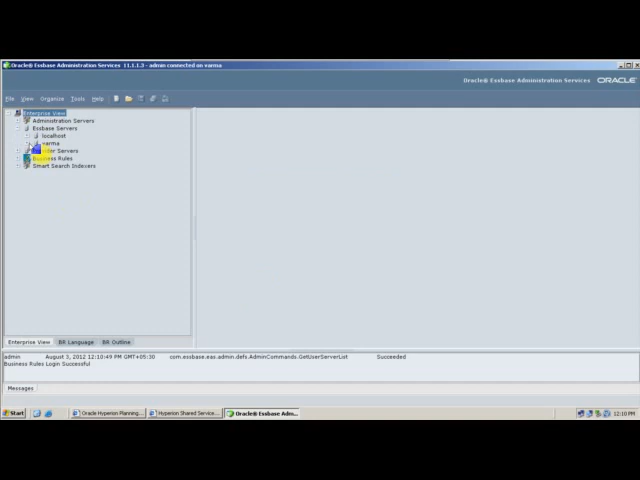 Oracle® Essbase Administration Services 11.1.1.3 - admin connected on varma
Oracle® Essbase Administration Services ORACLE
File View Organize Tools Help
Enterprise View
Administration Servers
Essbase Servers
localhost
varma
Servers
Business Rules
Smart Search Indexers
Enterprise View BR Language BR Outline
admin August 3, 2012 12:10:49 PM GMT+05:30 com.essbase.eas.admin.defs.AdminCommands.GetUserServerList Succeeded
Business Rules Login Successful
Messages
Start Oracle Hyperion Planning... Hyperion Shared Service... Oracle® Essbase Adm... 12:10 PM